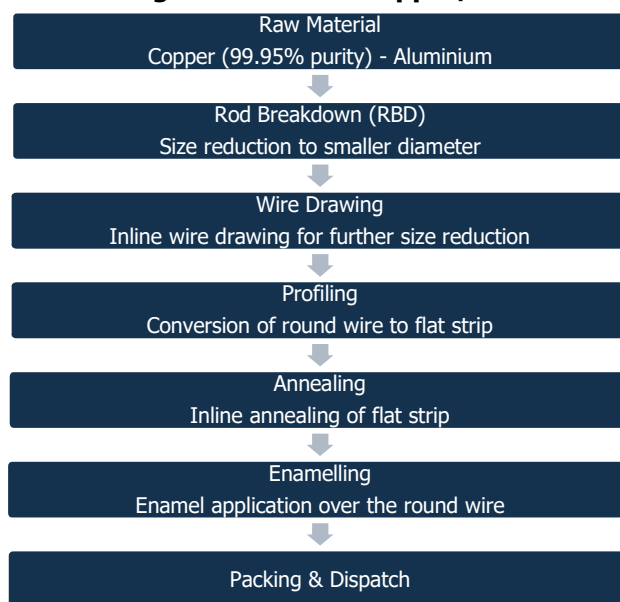 Raw Material
Copper (99.95% purity) - Aluminium
Rod Breakdown (RBD)
Size reduction to smaller diameter
Wire Drawing
Inline wire drawing for further size reduction
Profiling
Conversion of round wire to flat strip
Annealing
Inline annealing of flat strip
Enamelling
Enamel application over the round wire
Packing & Dispatch